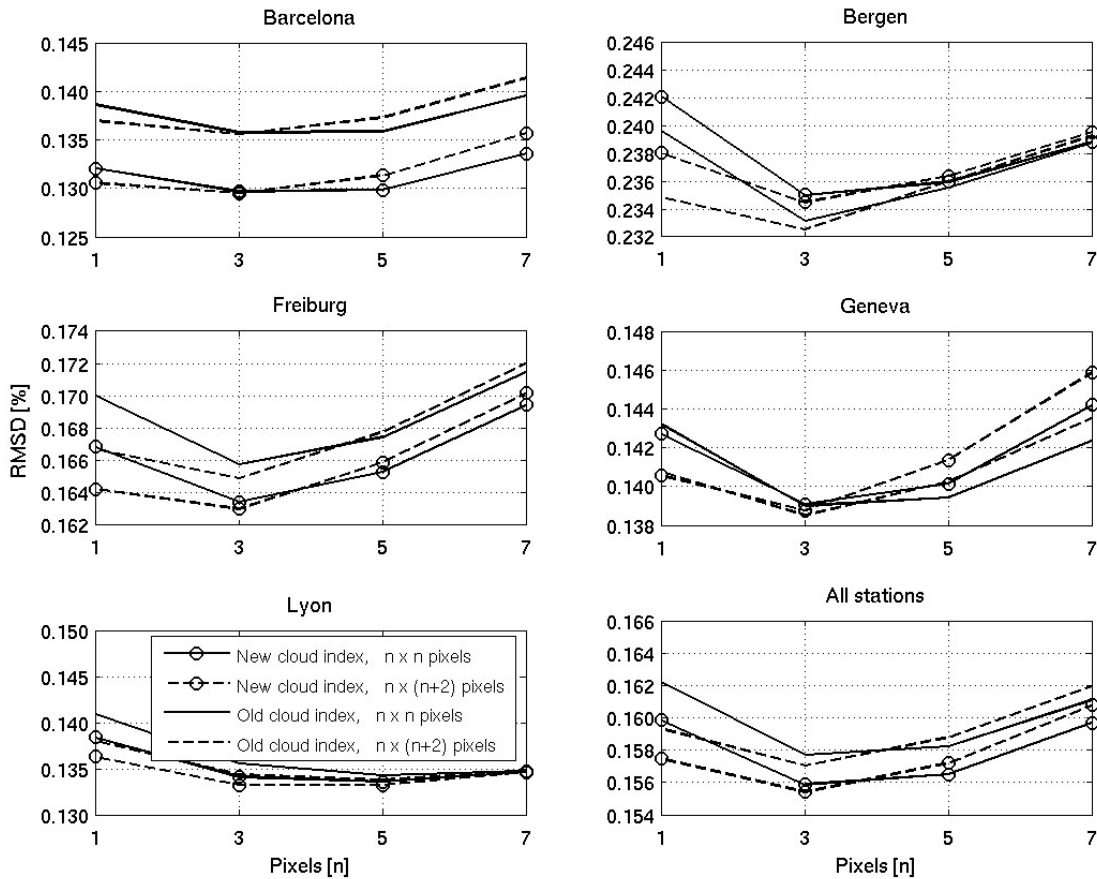 Barcelona
0.145
0.140
0.135
0.130
0.125
1 3 5 7
Bergen
0.246
0.244
0.242
0.240
0.238
0.236
0.234
0.232
1 3 5 7
Freiburg
RMSD [%]
0.174
0.172
0.170
0.168
0.166
0.164
0.162
1 3 5 7
Geneva
0.148
0.146
0.144
0.142
0.140
0.138
1 3 5 7
Lyon
0.150
0.145
0.140
0.135
0.130
New cloud index, n x n pixels
New cloud index, n x (n+2) pixels
Old cloud index, n x n pixels
Old cloud index, n x (n+2) pixels
1 3 5 7
Pixels [n]
All stations
0.166
0.164
0.162
0.160
0.158
0.156
0.154
1 3 5 7
Pixels [n]